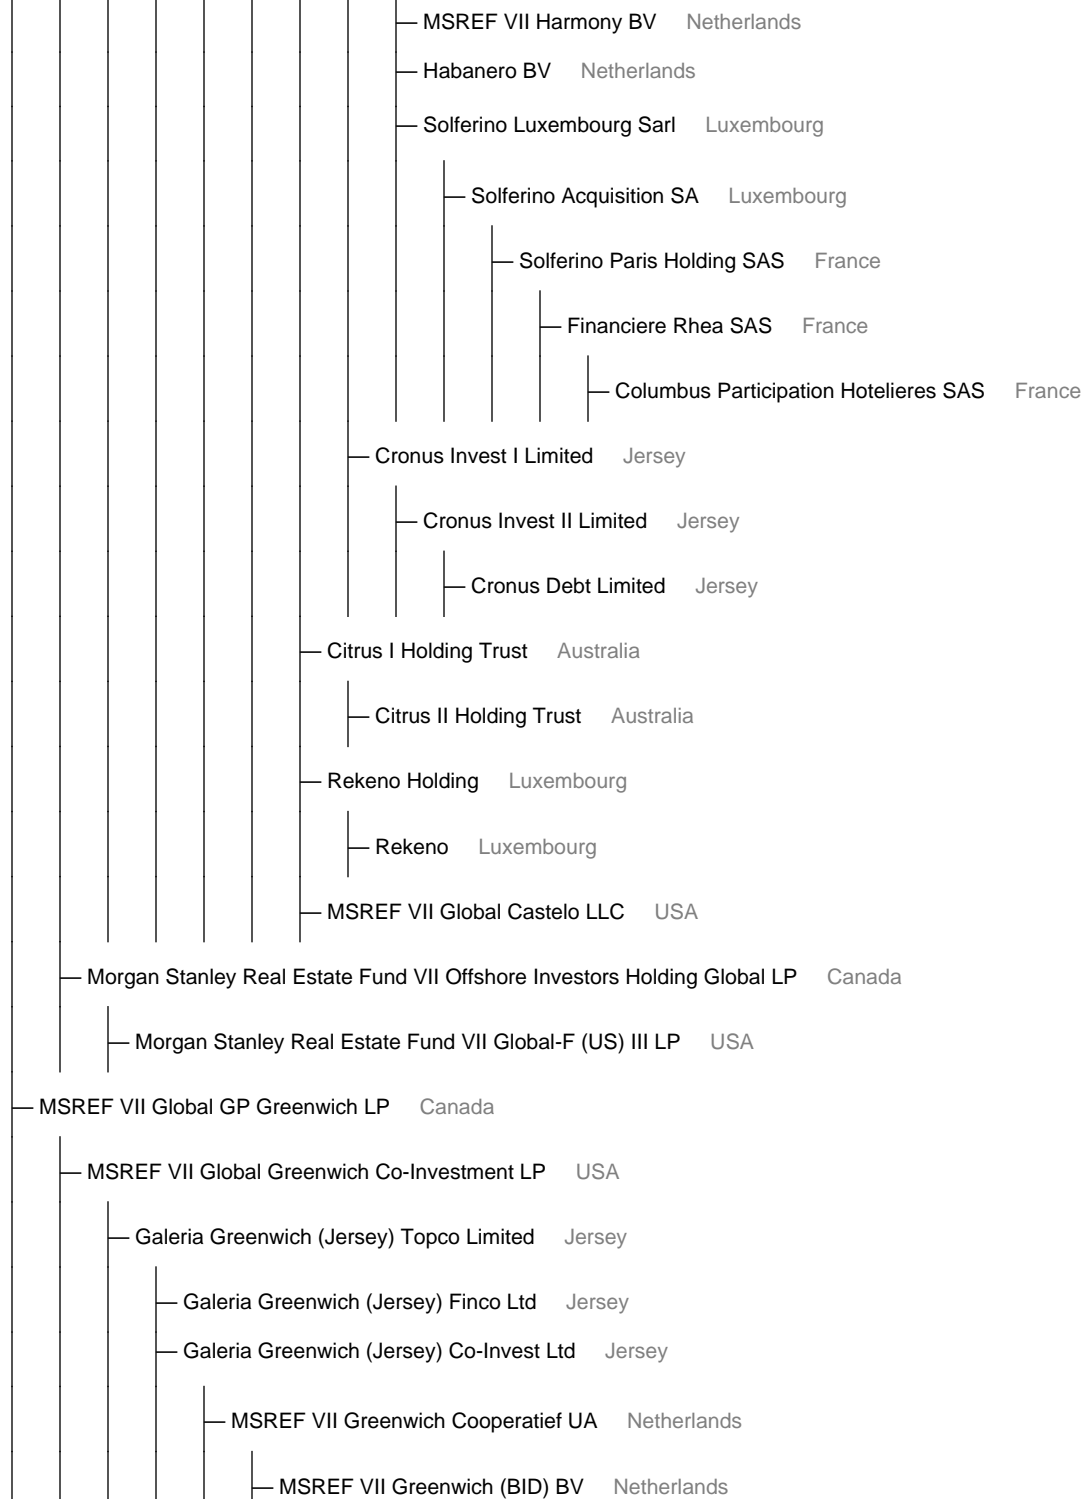 MSREF VII Harmony BV Netherlands
Habanero BV Netherlands
Solferino Luxembourg Sarl Luxembourg
Solferino Acquisition SA Luxembourg
Solferino Paris Holding SAS France
Financiere Rhea SAS France
Columbus Participation Hotelieres SAS France
Cronus Invest I Limited Jersey
Cronus Invest II Limited Jersey
Cronus Debt Limited Jersey
Citrus I Holding Trust Australia
Citrus II Holding Trust Australia
Rekeno Holding Luxembourg
Rekeno Luxembourg
MSREF VII Global Castelo LLC USA
Morgan Stanley Real Estate Fund VII Offshore Investors Holding Global LP Canada
Morgan Stanley Real Estate Fund VII Global-F (US) III LP USA
MSREF VII Global GP Greenwich LP Canada
MSREF VII Global Greenwich Co-Investment LP USA
Galeria Greenwich (Jersey) Topco Limited Jersey
Galeria Greenwich (Jersey) Finco Ltd Jersey
Galeria Greenwich (Jersey) Co-Invest Ltd Jersey
MSREF VII Greenwich Cooperatief UA Netherlands
MSREF VII Greenwich (BID) BV Netherlands